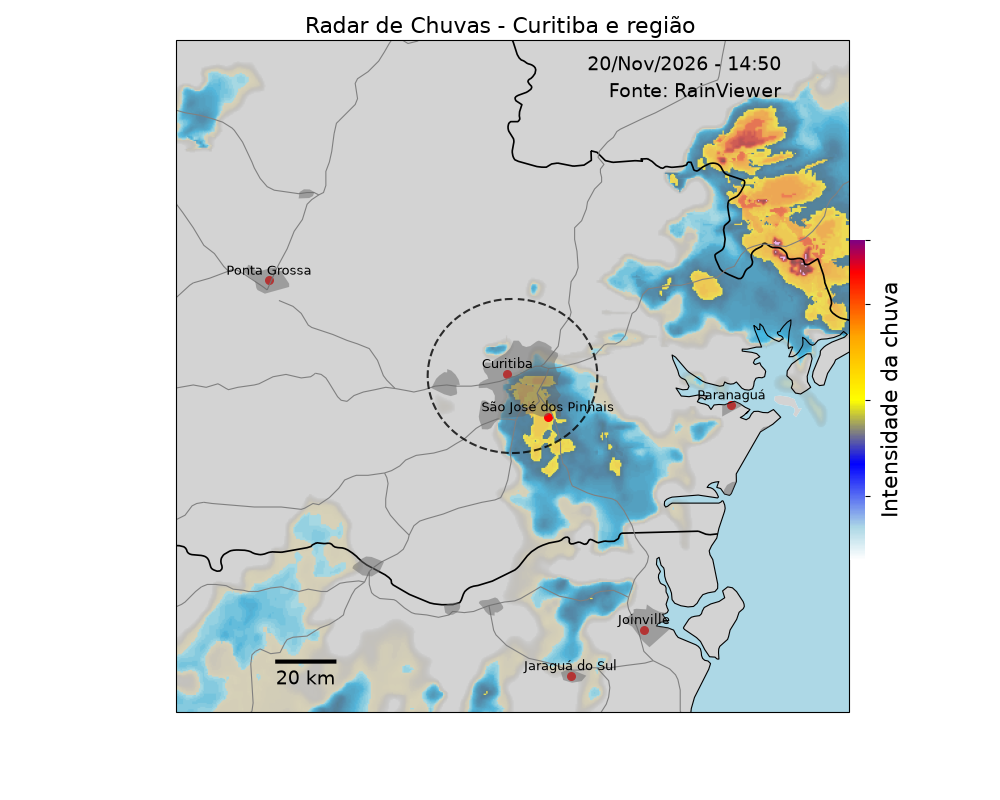 Radar de Chuvas - Curitiba e região
20/Nov/2026 - 14:50
Fonte: RainViewer
Ponta Grossa
Curitiba
São José dos Pinhais
Paranaguá
Intensidade da chuva
Joinville
Jaraguá do Sul
20 km